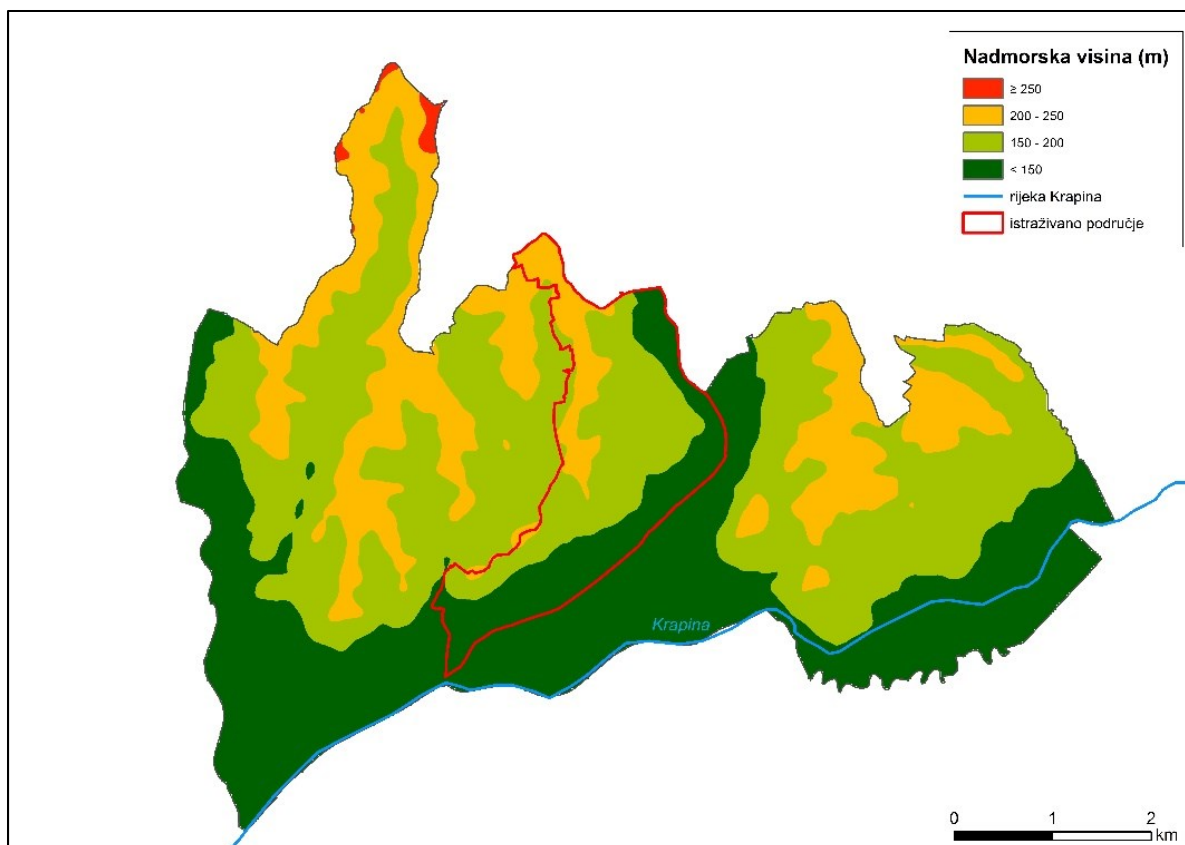 Nadmorska visina (m)
≥ 250
200 - 250
150 - 200
< 150
rijeka Krapina
istraživano područje
Krapina
0 1 2
km